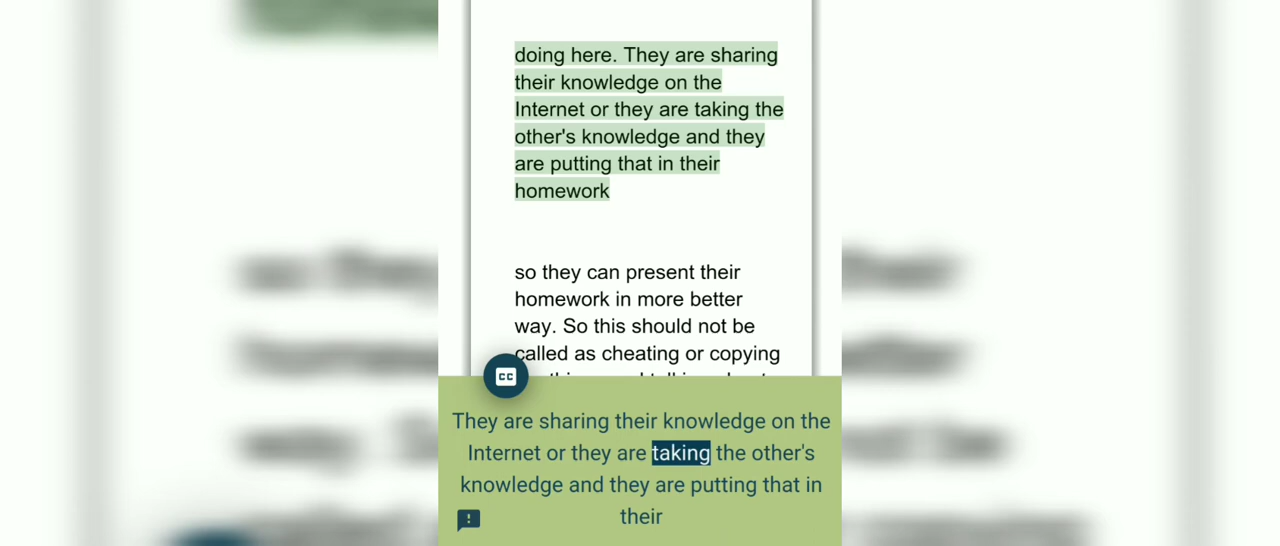 doing here. They are sharing
their knowledge on the
Internet or they are taking the
other's knowledge and they
are putting that in their
homework
so they can present their
homework in more better
way. So this should not be
called as cheating or copying
CC
They are sharing their knowledge on the
Internet or they are taking the other's
knowledge and they are putting that in
their